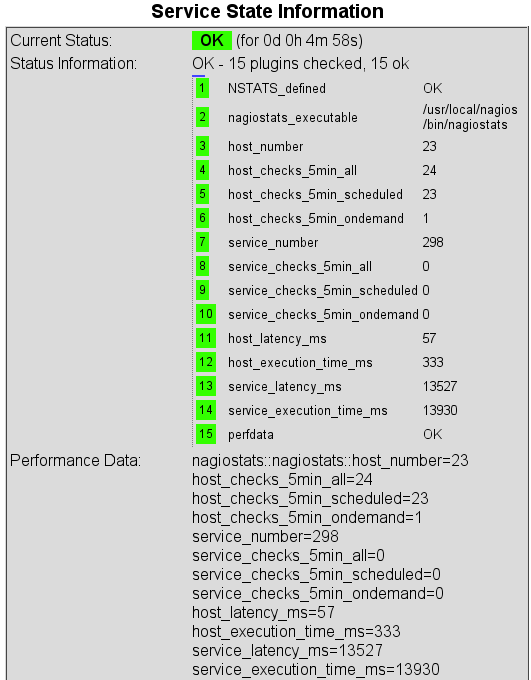 Service State Information
Current Status: OK (for 0d 0h 4m 58s)
Status Information: OK - 15 plugins checked, 15 ok
1 NSTATS_defined OK
2 nagiostats_executable /usr/local/nagios
/bin/nagiostats
3 host_number 23
4 host_checks_5min_all 24
5 host_checks_5min_scheduled 23
6 host_checks_5min_ondemand 1
7 service_number 298
8 service_checks_5min_all 0
9 service_checks_5min_scheduled 0
10 service_checks_5min_ondemand 0
11 host_latency_ms 57
12 host_execution_time_ms 333
13 service_latency_ms 13527
14 service_execution_time_ms 13930
15 perfdata OK
Performance Data: nagiostats::nagiostats::host_number=23
host_checks_5min_all=24
host_checks_5min_scheduled=23
host_checks_5min_ondemand=1
service_number=298
service_checks_5min_all=0
service_checks_5min_scheduled=0
service_checks_5min_ondemand=0
host_latency_ms=57
host_execution_time_ms=333
service_latency_ms=13527
service_execution_time_ms=13930